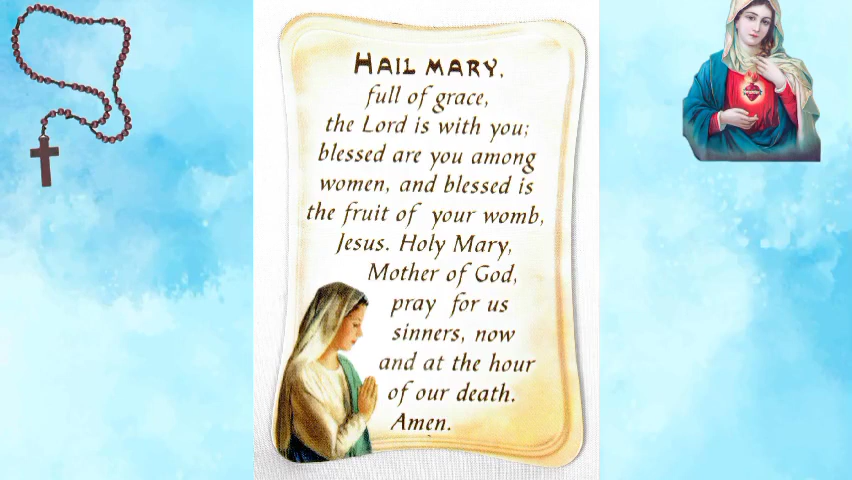 HAIL MARY,
full of grace,
the Lord is with you;
blessed are you among
women, and blessed is
the fruit of your womb,
Jesus. Holy Mary,
Mother of God,
pray for us
sinners, now
and at the hour
of our death.
Amen.